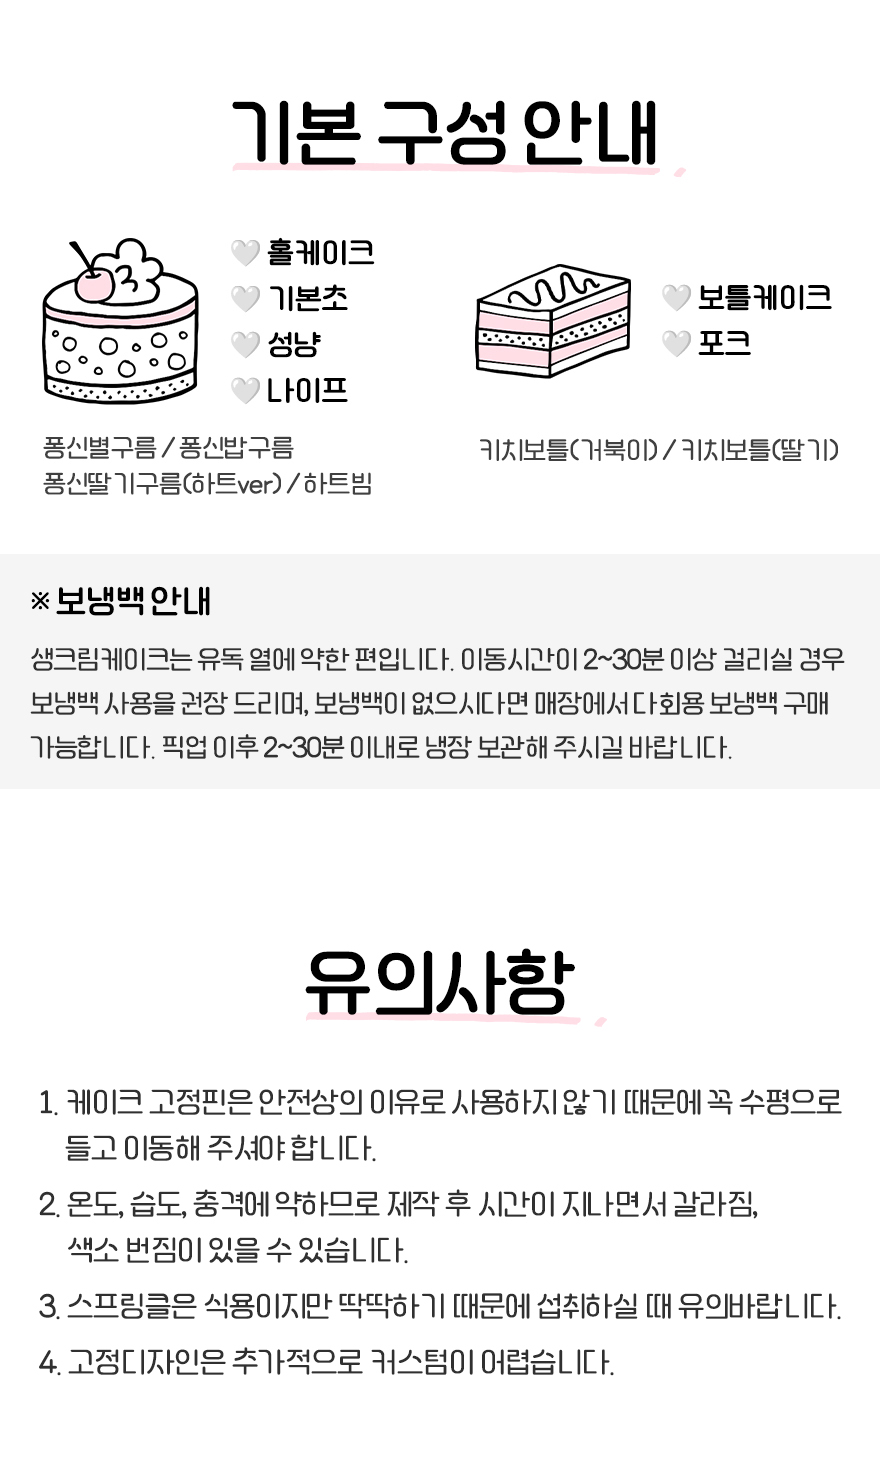 기본 구성 안내
🤍 홀케이크
🤍 기본초
🤍 성냥
🤍 나이프
퐁신별구름 / 퐁신밥구름
퐁신딸기구름(하트ver) / 하트빔
🤍 보틀케이크
🤍 포크
키치보틀(거북이) / 키치보틀(딸기)
※ 보냉백 안내
생크림케이크는 유독 열에 약한 편입니다. 이동시간이 2~30분 이상 걸리실 경우
보냉백 사용을 권장 드리며, 보냉백이 없으시다면 매장에서 다회용 보냉백 구매
가능합니다. 픽업 이후 2~30분 이내로 냉장 보관해 주시길 바랍니다.
유의사항
1. 케이크 고정핀은 안전상의 이유로 사용하지 않기 때문에 꼭 수평으로
들고 이동해 주셔야 합니다.
2. 온도, 습도, 충격에 약하므로 제작 후 시간이 지나면서 갈라짐,
색소 번짐이 있을 수 있습니다.
3. 스프링클은 식용이지만 딱딱하기 때문에 섭취하실 때 유의바랍니다.
4. 고정디자인은 추가적으로 커스텀이 어렵습니다.